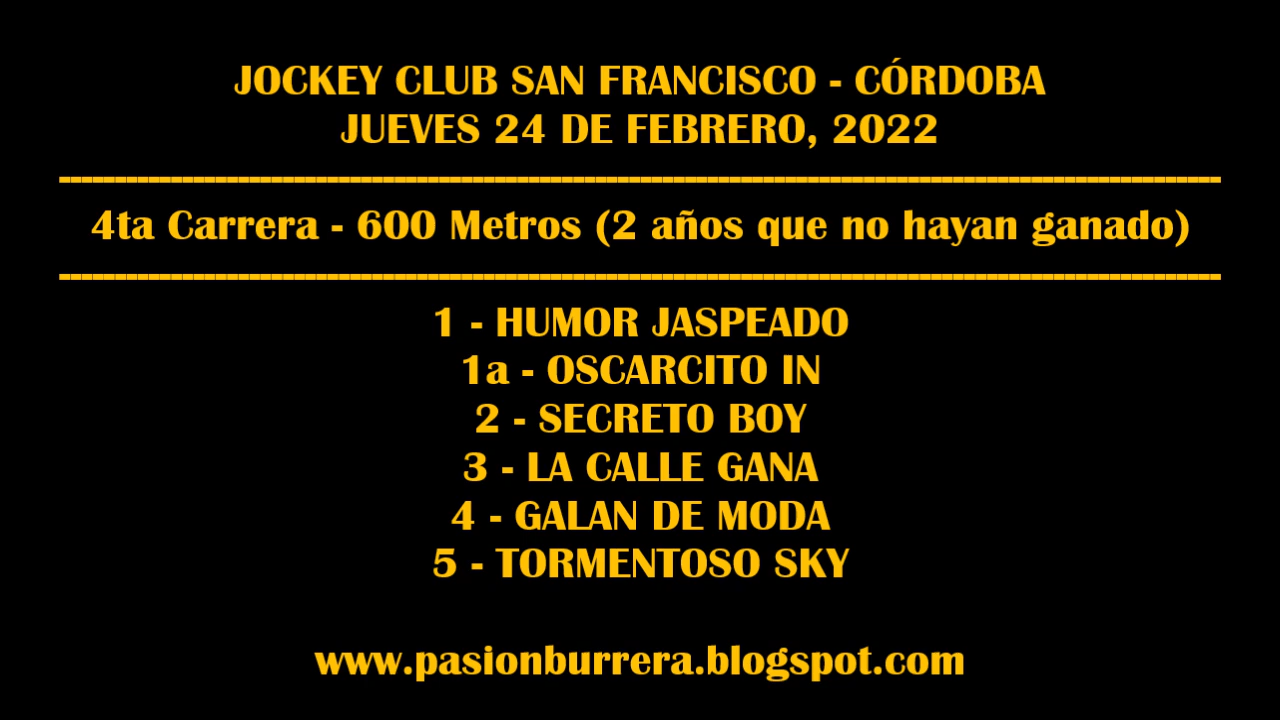 JOCKEY CLUB SAN FRANCISCO - CÓRDOBA
JUEVES 24 DE FEBRERO, 2022
4ta Carrera - 600 Metros (2 años que no hayan ganado)
1 - HUMOR JASPEADO
1a - OSCARCITO IN
2 - SECRETO BOY
3 - LA CALLE GANA
4 - GALAN DE MODA
5 - TORMENTOSO SKY
www.pasionburrera.blogspot.com